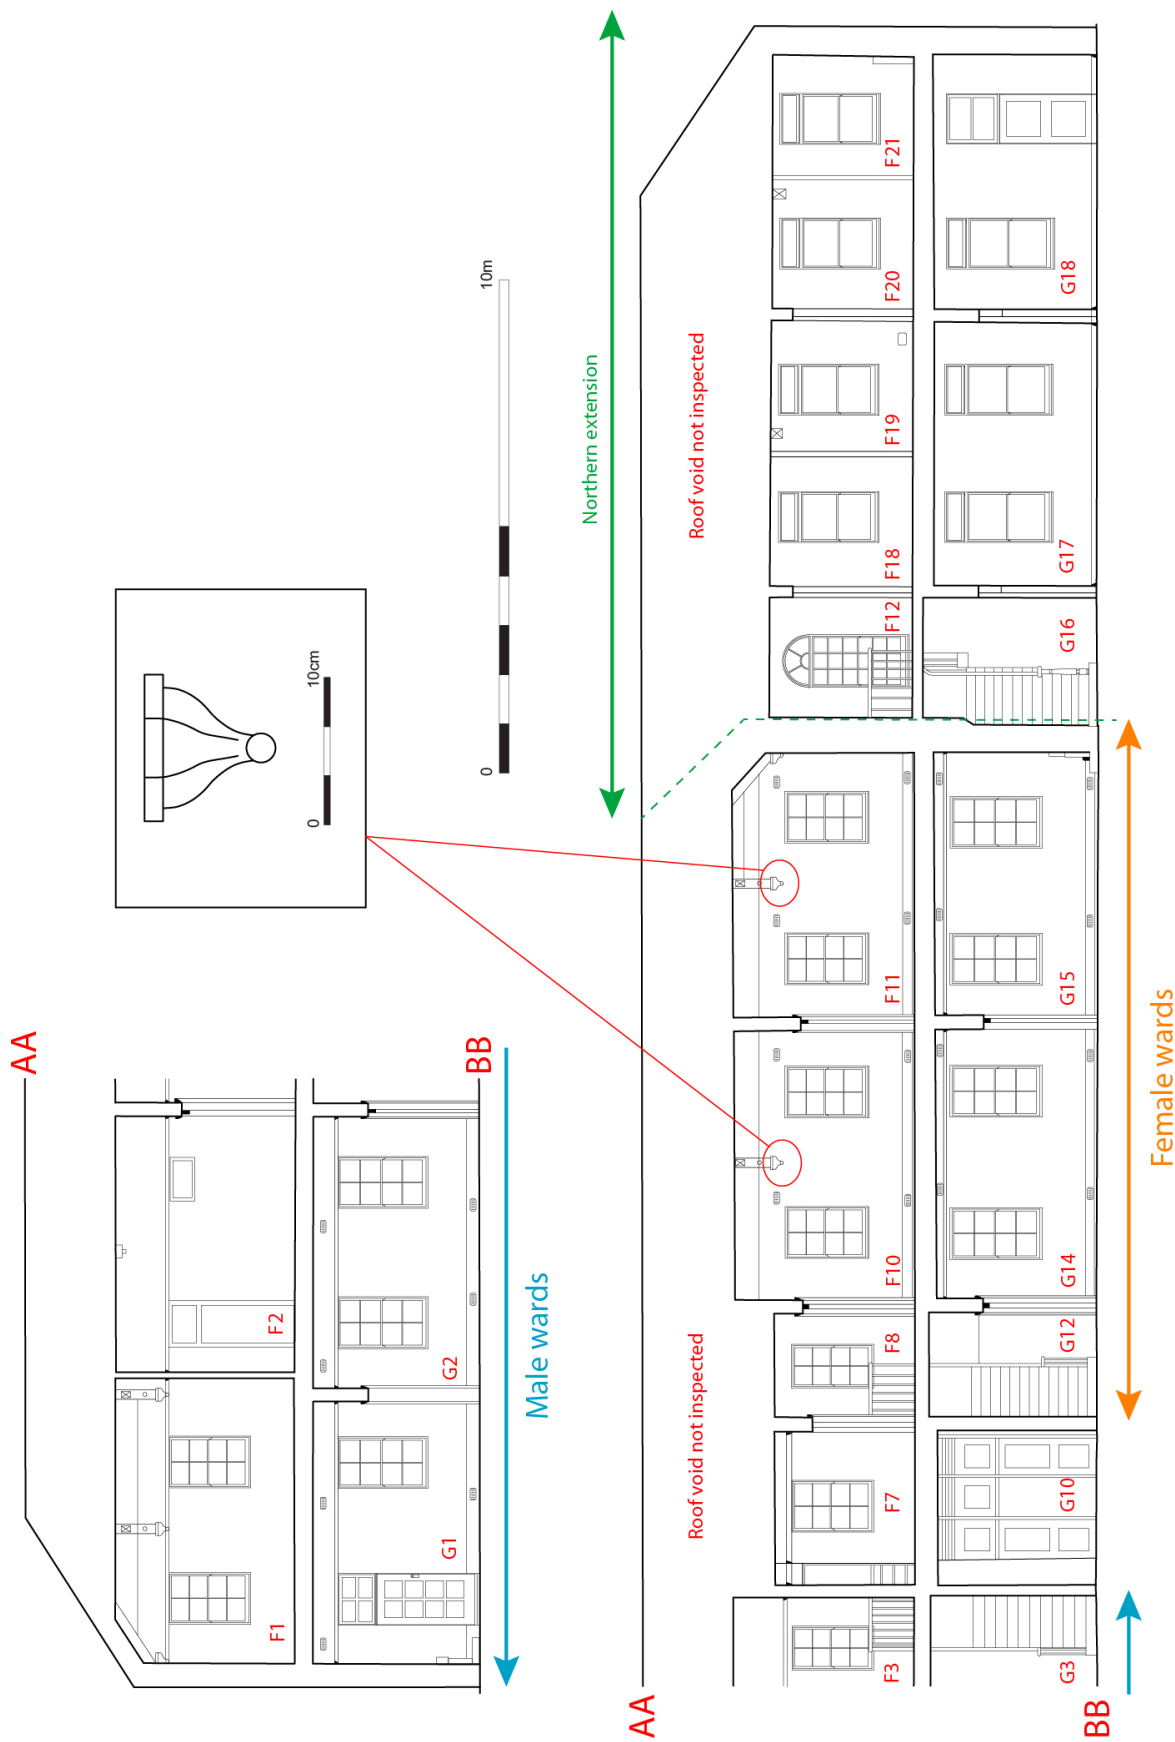 AA
BB
F1
F2
G1
G2
Male wards
0
10cm
0
10m
Northern extension
AA
BB
Roof void not inspected
Roof void not inspected
F3
F7
F8
F10
F11
F12
F18
F19
F20
F21
G3
G10
G12
G14
G15
G16
G17
G18
Female wards